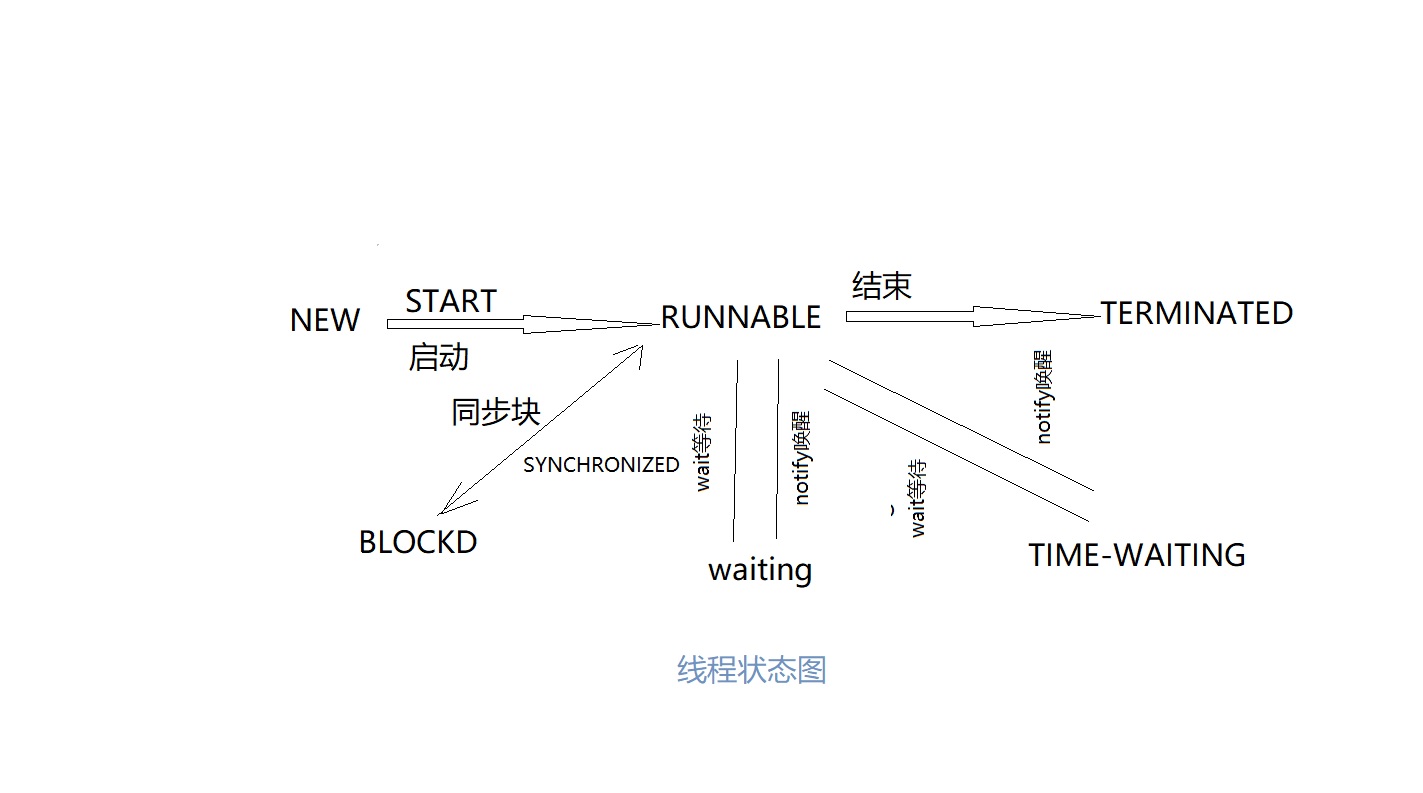 START
结束
NEW
RUNNABLE
TERMINATED
启动
notify唤醒
同步块
SYNCHRONIZED
wait等待
notify唤醒
wait等待
BLOCKD
waiting
TIME-WAITING
线程状态图